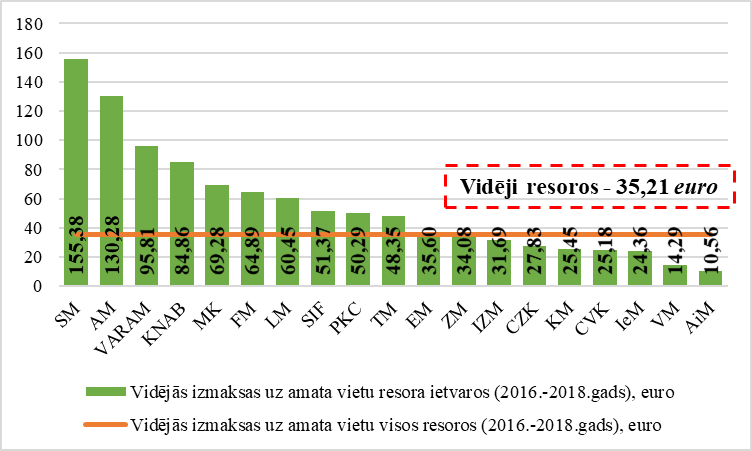 180
160
140
120
100
80
60
40
20
0
Vidēji resoros - 35,21 euro
155,38
130,28
95,81
84,86
69,28
64,89
60,45
51,37
50,29
48,35
35,60
34,08
31,69
27,83
25,45
25,18
24,36
14,29
10,56
SM
AM
VARAM
KNAB
MK
FM
LM
SIF
PKC
TM
EM
ZM
IZM
CZK
KM
CVK
IeM
VM
AiM
Vidējās izmaksas uz amata vietu resora ietvaros (2016.-2018.gads), euro
Vidējās izmaksas uz amata vietu visos resoros (2016.-2018.gads), euro